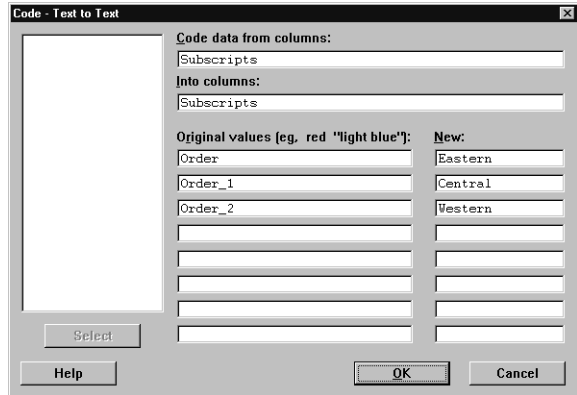 Code - Text to Text
Code data from columns:
Subscripts
Into columns:
Subscripts
Original values (eg, red "light blue"): New:
Order Eastern
Order_1 Central
Order_2 Western
Select
Help OK Cancel